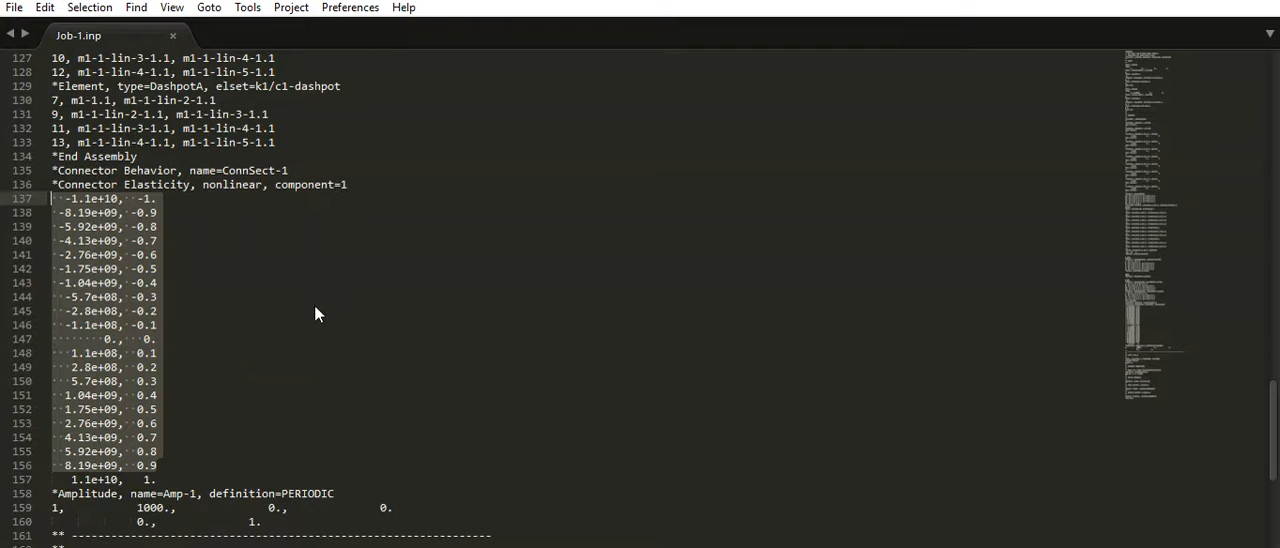 File Edit Selection Find View Goto Tools Project Preferences Help
Job-1.inp ×
127 10, m1-1-lin-3-1.1, m1-1-lin-4-1.1
128 12, m1-1-lin-4-1.1, m1-1-lin-5-1.1
129 *Element, type=DashpotA, elset=k1/c1-dashpot
130 7, m1-1.1, m1-1-lin-2-1.1
131 9, m1-1-lin-2-1.1, m1-1-lin-3-1.1
132 11, m1-1-lin-3-1.1, m1-1-lin-4-1.1
133 13, m1-1-lin-4-1.1, m1-1-lin-5-1.1
134 *End Assembly
135 *Connector Behavior, name=ConnSect-1
136 *Connector Elasticity, nonlinear, component=1
137 -1.1e+10, -1.
138 -8.19e+09, -0.9
139 -5.92e+09, -0.8
140 -4.13e+09, -0.7
141 -2.76e+09, -0.6
142 -1.75e+09, -0.5
143 -1.04e+09, -0.4
144 -5.7e+08, -0.3
145 -2.8e+08, -0.2
146 -1.1e+08, -0.1
147 0., 0.
148 1.1e+08, 0.1
149 2.8e+08, 0.2
150 5.7e+08, 0.3
151 1.04e+09, 0.4
152 1.75e+09, 0.5
153 2.76e+09, 0.6
154 4.13e+09, 0.7
155 5.92e+09, 0.8
156 8.19e+09, 0.9
157 1.1e+10, 1.
158 *Amplitude, name=Amp-1, definition=PERIODIC
159 1, 1000., 0., 0.
160 0., 1.
161 ** ----------------------------------------------------------------